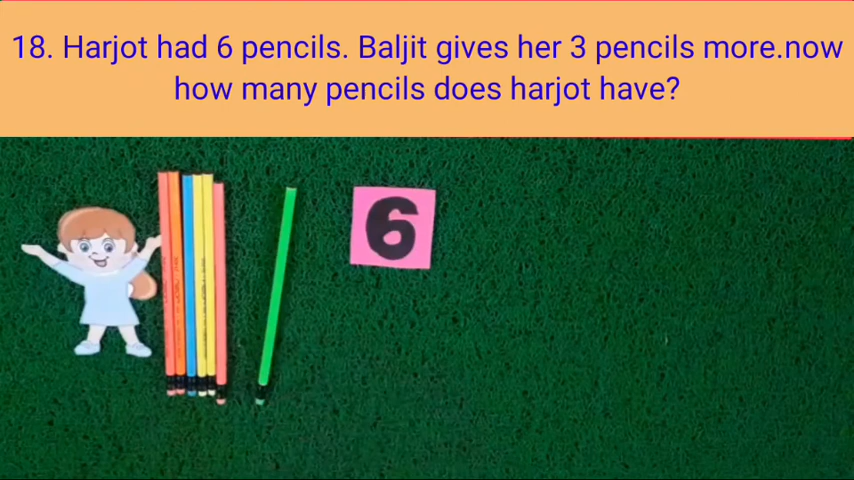 18. Harjot had 6 pencils. Baljit gives her 3 pencils more.now
how many pencils does harjot have?
6